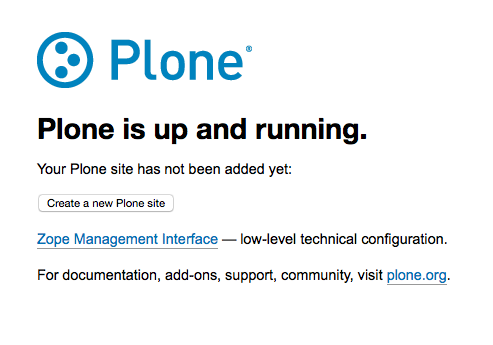 Plone®
Plone is up and running.
Your Plone site has not been added yet:
Create a new Plone site
Zope Management Interface — low-level technical configuration.
For documentation, add-ons, support, community, visit plone.org.